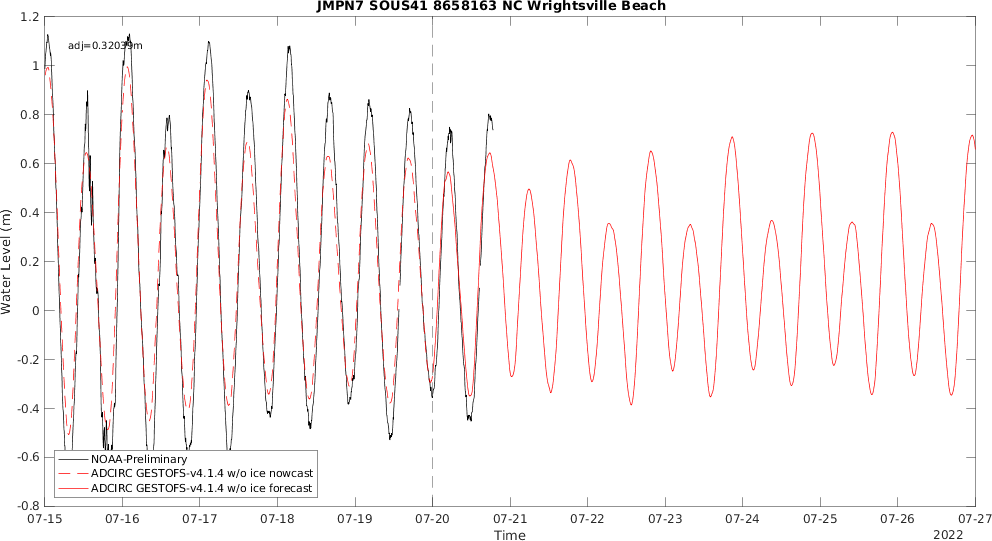 JMPN7 SOUS41 8658163 NC Wrightsville Beach
adj=0.32039m
Water Level (m)
1.2
1
0.8
0.6
0.4
0.2
0
-0.2
-0.4
-0.6
-0.8
NOAA-Preliminary
ADCIRC GESTOFS-v4.1.4 w/o ice nowcast
ADCIRC GESTOFS-v4.1.4 w/o ice forecast
07-15 07-16 07-17 07-18 07-19 07-20 07-21 07-22 07-23 07-24 07-25 07-26 07-27
Time
2022